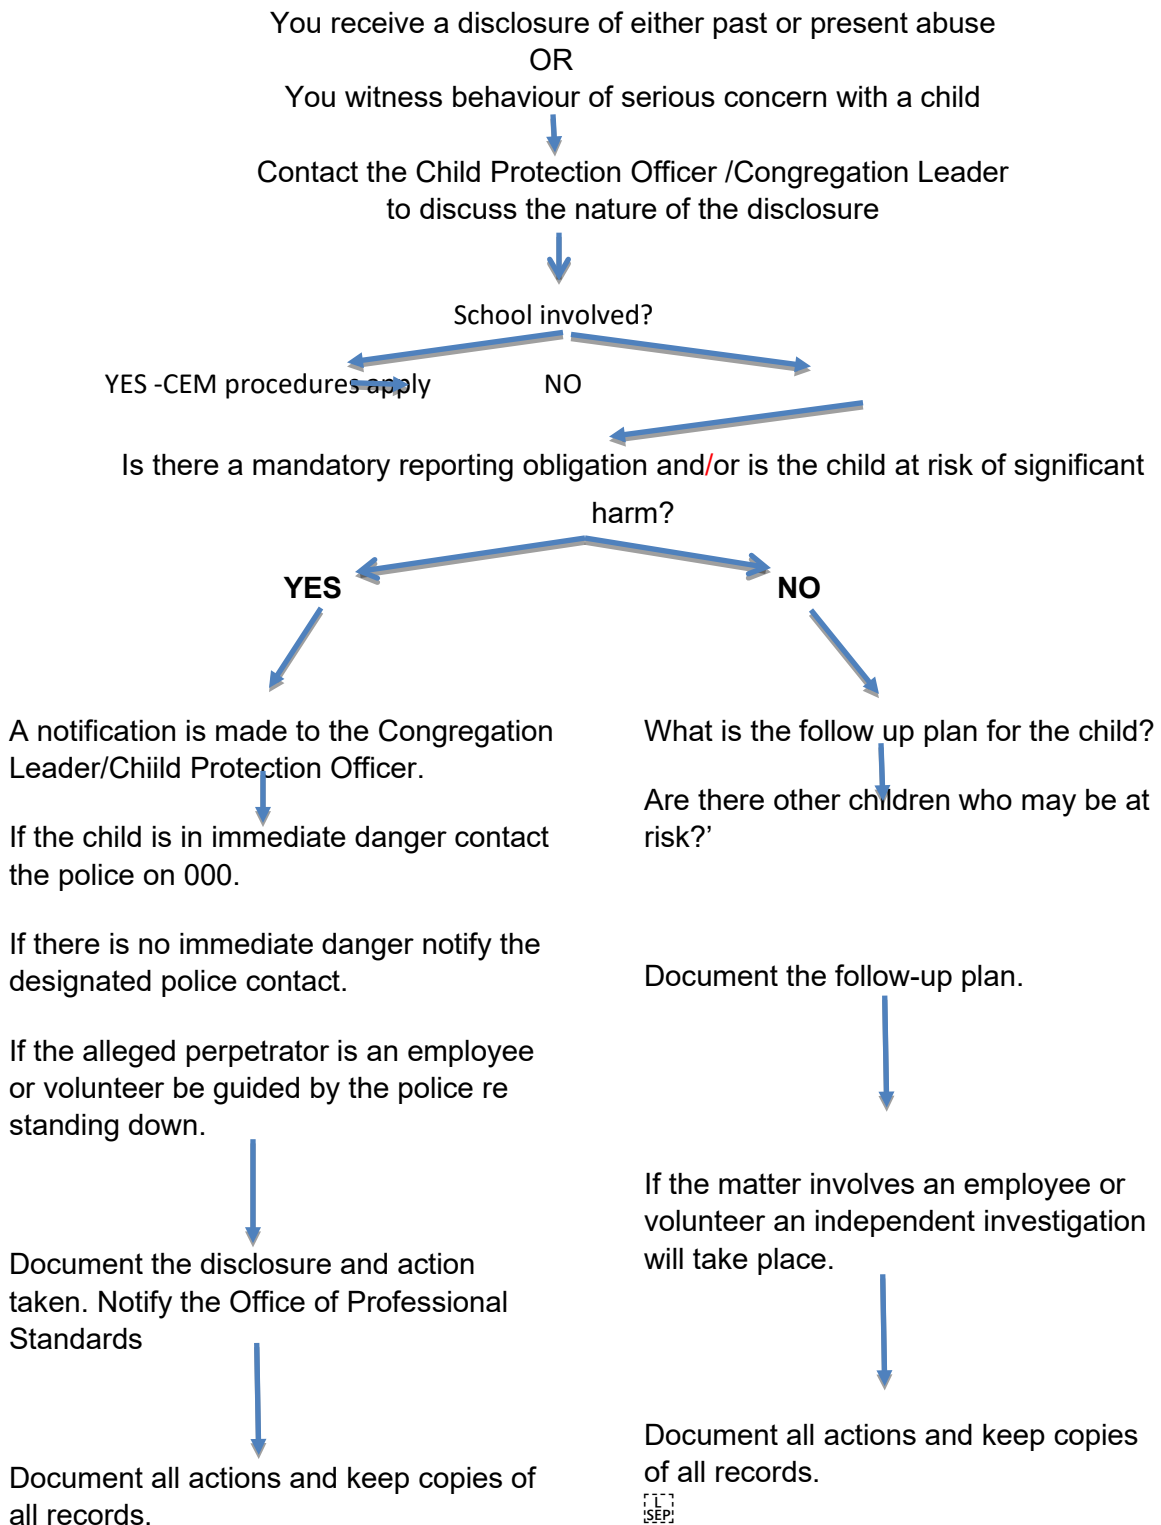 You receive a disclosure of either past or present abuse
OR
You witness behaviour of serious concern with a child
Contact the Child Protection Officer /Congregation Leader
to discuss the nature of the disclosure
School involved?
YES -CEM procedures apply
NO
Is there a mandatory reporting obligation and/or is the child at risk of significant
harm?
YES
NO
A notification is made to the Congregation
Leader/Chiild Protection Officer.
If the child is in immediate danger contact
the police on 000.
If there is no immediate danger notify the
designated police contact.
If the alleged perpetrator is an employee
or volunteer be guided by the police re
standing down.
Document the disclosure and action
taken. Notify the Office of Professional
Standards
Document all actions and keep copies of
all records.
What is the follow up plan for the child?
Are there other children who may be at
risk?’
Document the follow-up plan.
If the matter involves an employee or
volunteer an independent investigation
will take place.
Document all actions and keep copies
of all records.
L
SEP